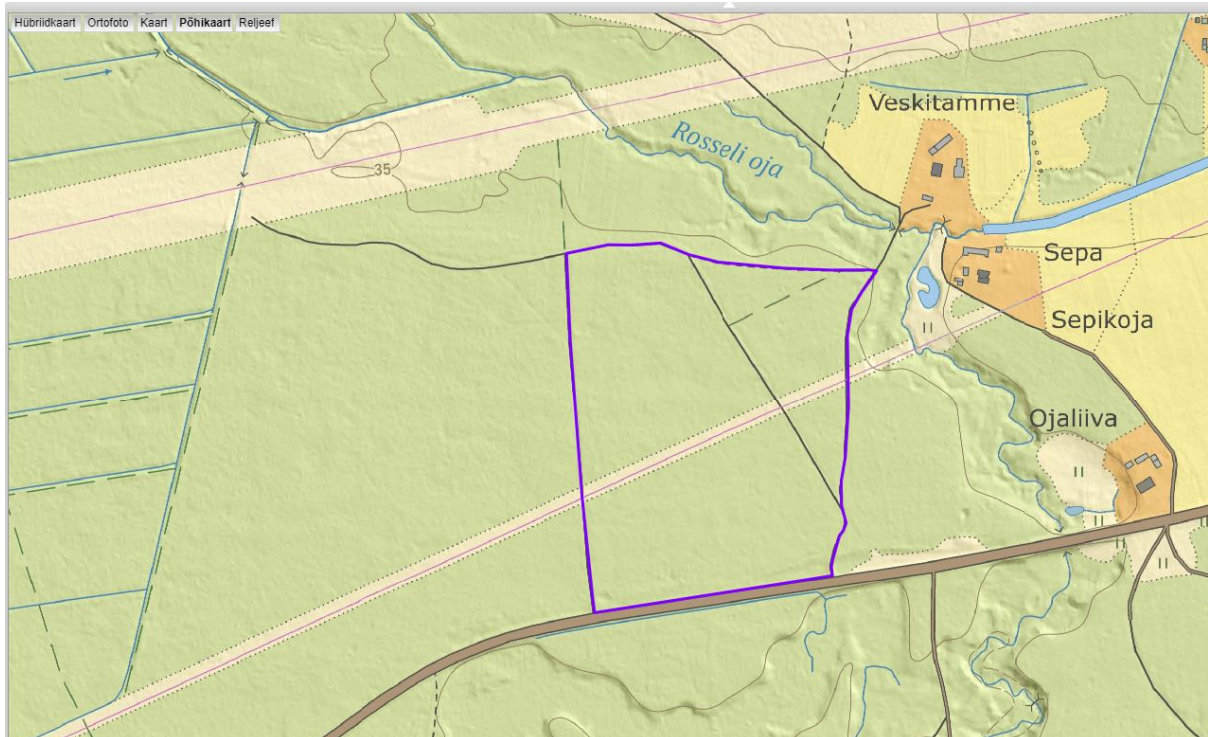 Hübriidkaart Ortofoto Kaart Põhikaart Reljeef
Veskitamme
Rosseli oja
35
Sepa
Sepikoja
Ojaliiva